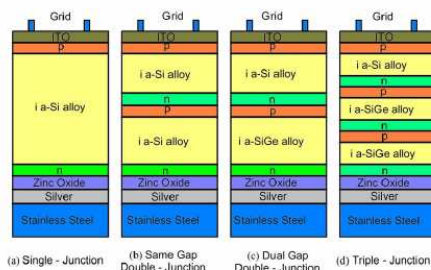 Grid
ITO
P
i a-Si alloy
n
Zinc Oxide
Silver
Stainless Steel
(a) Single - Junction
Grid
ITO
P
i a-Si alloy
n
P
i a-Si alloy
n
Zinc Oxide
Silver
Stainless Steel
(b) Same Gap
Double - Junction
Grid
ITO
P
i a-Si alloy
n
P
i a-SiGe alloy
n
Zinc Oxide
Silver
Stainless Steel
(c) Dual Gap
Double - Junction
Grid
ITO
P
i a-Si alloy
n
P
i a-SiGe alloy
n
P
i a-SiGe alloy
n
Zinc Oxide
Silver
Stainless Steel
(d) Triple - Junction